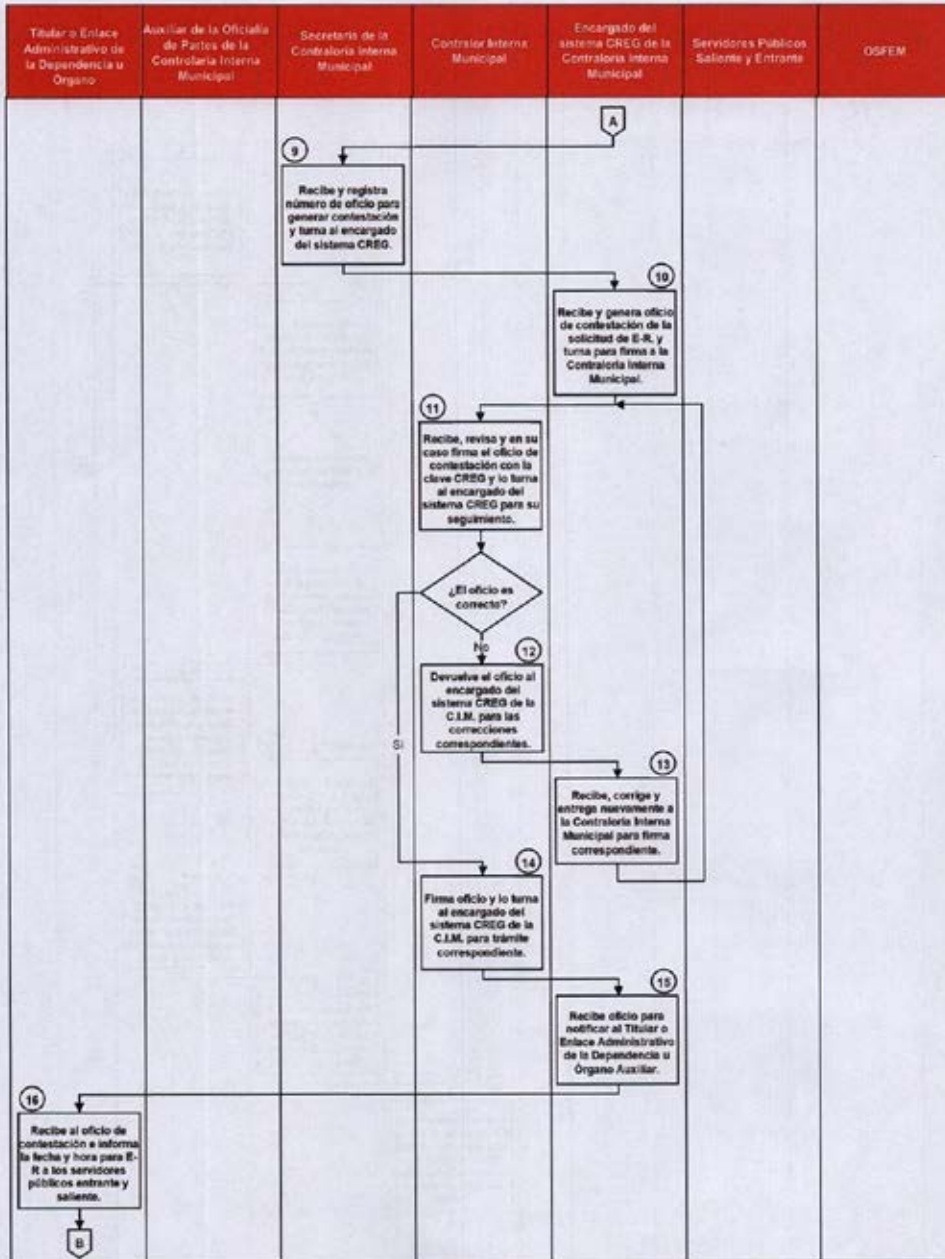 Titular o Enlace
Administrativo de
la Dependencia u
Órgano
Auxiliar de la Oficialía
de Partes de la
Controlaría Interna
Municipal
Secretaria de la
Contraloría Interna
Municipal
Contralor Interna
Municipal
Encargado del
sistema CREG de la
Contraloría Interna
Municipal
Servidores Públicos
Saliente y Entrante
OSFEM
A
9
Recibe y registra
número de oficio para
generar contestación
y turna al encargado
del sistema CREG.
10
Recibe y genera oficio
de contestación de la
solicitud de E-R. y
turna para firma a la
Contraloría Interna
Municipal.
11
Recibe, revisa y en su
caso firma el oficio de
contestación con la
clave CREG y lo turna
al encargado del
sistema CREG para su
seguimiento.
¿El oficio es
correcto?
No
Si
12
Devuelve el oficio al
encargado del
sistema CREG de la
C.I.M. para las
correcciones
correspondientes.
13
Recibe, corrige y
entrega nuevamente a
la Contraloría Interna
Municipal para firma
correspondiente.
14
Firma oficio y lo turna
al encargado del
sistema CREG de la
C.I.M. para trámite
correspondiente.
15
Recibe oficio para
notificar al Titular o
Enlace Administrativo
de la Dependencia u
Órgano Auxiliar.
16
Recibe al oficio de
contestación e informa
la fecha y hora para E-
R a los servidores
públicos entrante y
saliente.
B